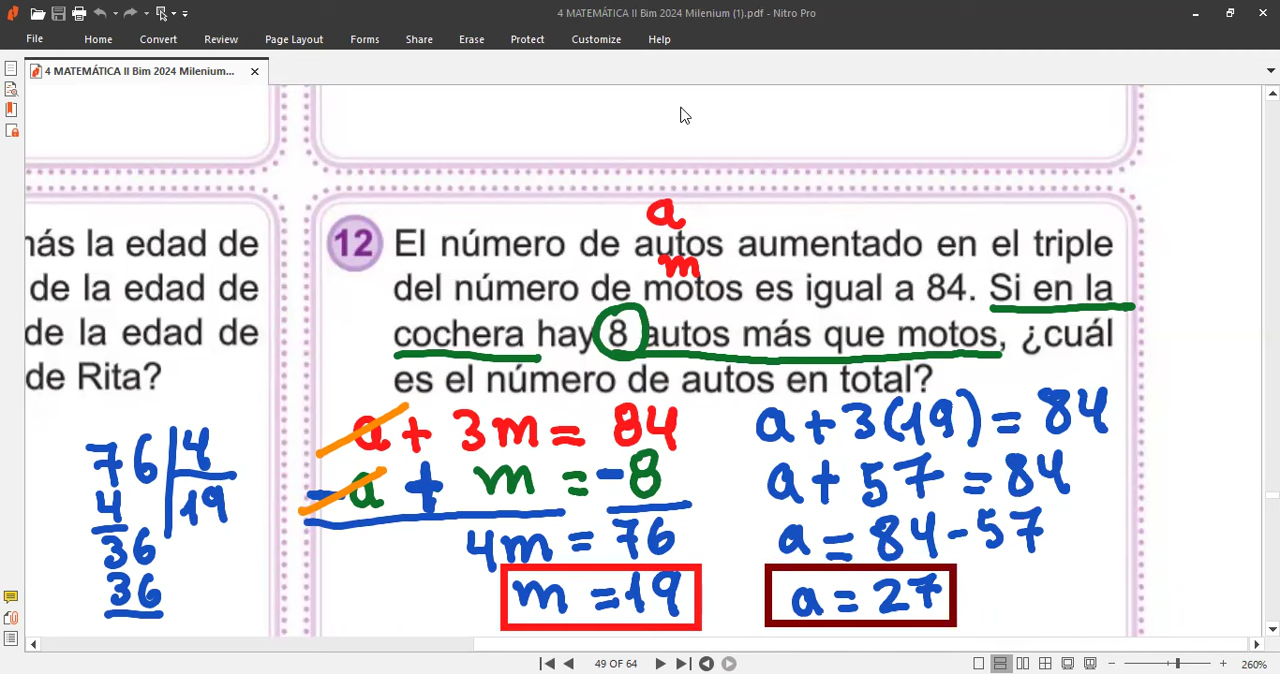 4 MATEMÁTICA II Bim 2024 Milenium (1).pdf - Nitro Pro
File Home Convert Review Page Layout Forms Share Erase Protect Customize Help
4 MATEMÁTICA II Bim 2024 Milenium...
ás la edad de
de la edad de
de la edad de
de Rita?
76 4
4 19
36
36
12 El número de autos aumentado en el triple
del número de motos es igual a 84. Si en la
cochera hay 8 autos más que motos, ¿cuál
es el número de autos en total?
a
m
a + 3m = 84
- a + m = - 8
4m = 76
m = 19
a + 3(19) = 84
a + 57 = 84
a = 84 - 57
a = 27
49 OF 64
260%